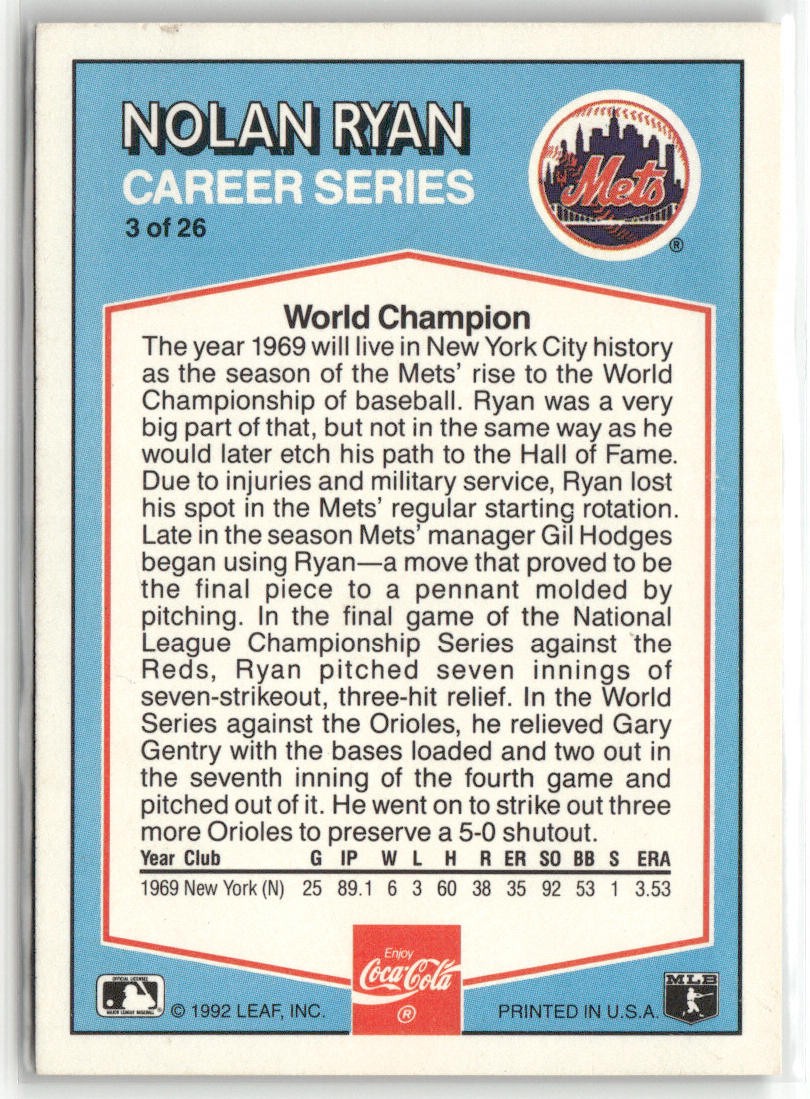 NOLAN RYAN
CAREER SERIES
3 of 26
Mets
®
World Champion
The year 1969 will live in New York City history
as the season of the Mets' rise to the World
Championship of baseball. Ryan was a very
big part of that, but not in the same way as he
would later etch his path to the Hall of Fame.
Due to injuries and military service, Ryan lost
his spot in the Mets' regular starting rotation.
Late in the season Mets' manager Gil Hodges
began using Ryan—a move that proved to be
the final piece to a pennant molded by
pitching. In the final game of the National
League Championship Series against the
Reds, Ryan pitched seven innings of
seven-strikeout, three-hit relief. In the World
Series against the Orioles, he relieved Gary
Gentry with the bases loaded and two out in
the seventh inning of the fourth game and
pitched out of it. He went on to strike out three
more Orioles to preserve a 5-0 shutout.
Year Club G IP W L H R ER SO BB S ERA
1969 New York (N) 25 89.1 6 3 60 38 35 92 53 1 3.53
Enjoy
Coca-Cola
®
OFFICIAL LICENSEE
MAJOR LEAGUE BASEBALL
© 1992 LEAF, INC.
PRINTED IN U.S.A.
MLB